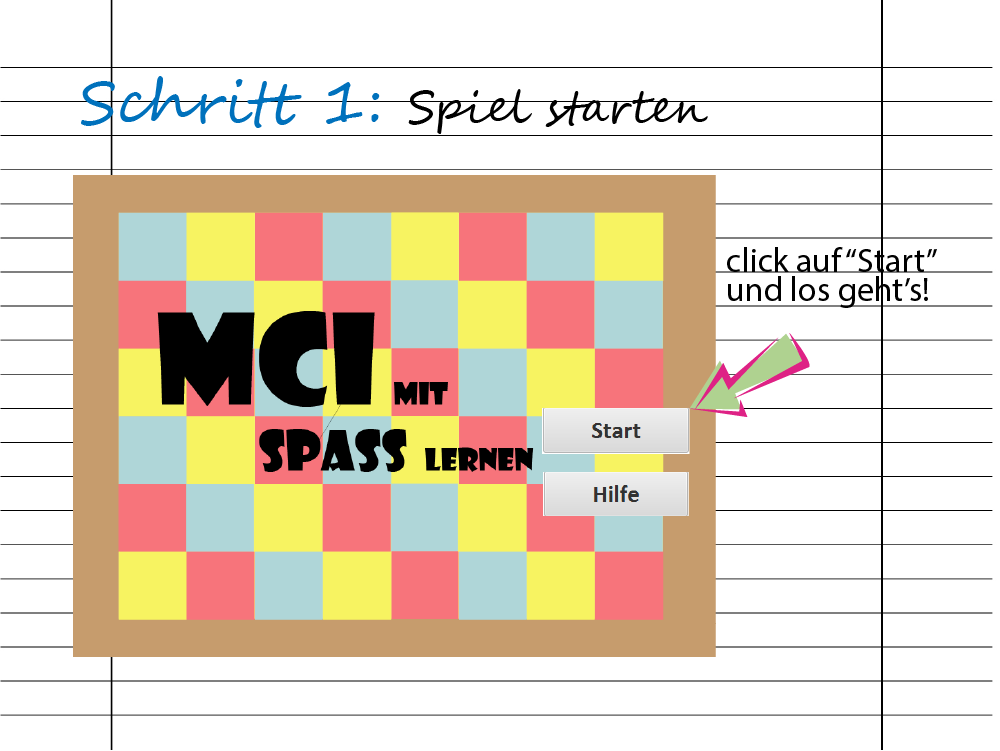 Schritt 1: Spiel starten
click auf "Start"
und los geht's!
MCI MIT
SPASS LERNEN
Start
Hilfe